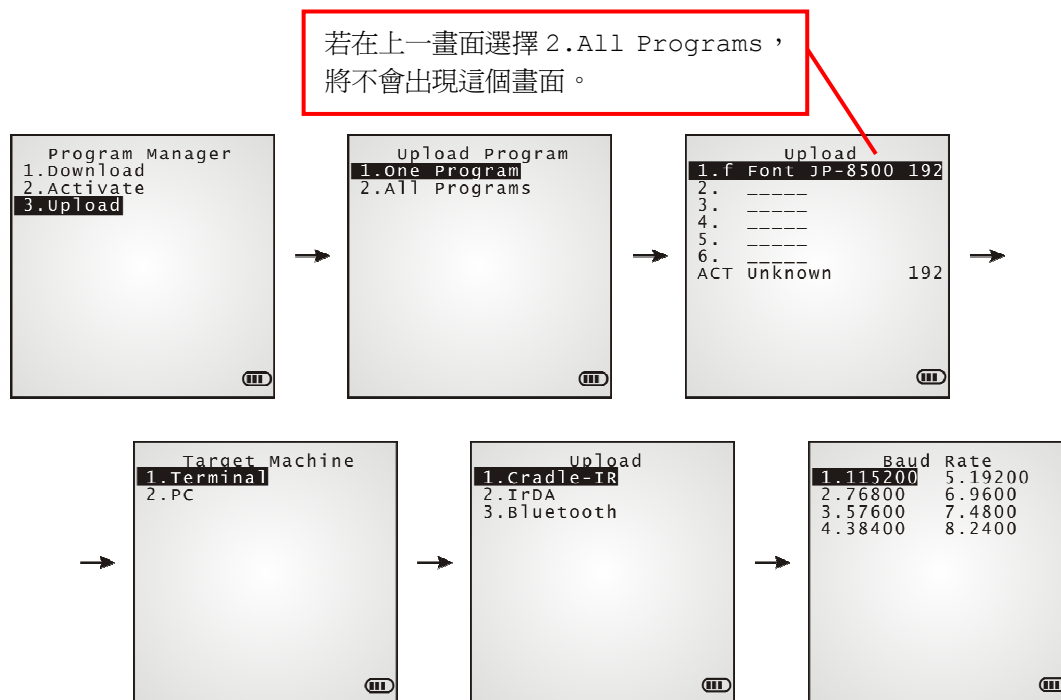 若在上一畫面選擇 2.All Programs，
將不會出現這個畫面。
Program Manager
1.Download
2.Activate
3.Upload
Upload Program
1.One Program
2.All Programs
Upload
1.f Font JP-8500 192
2. _____
3. _____
4. _____
5. _____
6. _____
ACT Unknown 192
Target Machine
1.Terminal
2.PC
Upload
1.Cradle-IR
2.IrDA
3.Bluetooth
Baud Rate
1.115200 5.19200
2.76800 6.9600
3.57600 7.4800
4.38400 8.2400